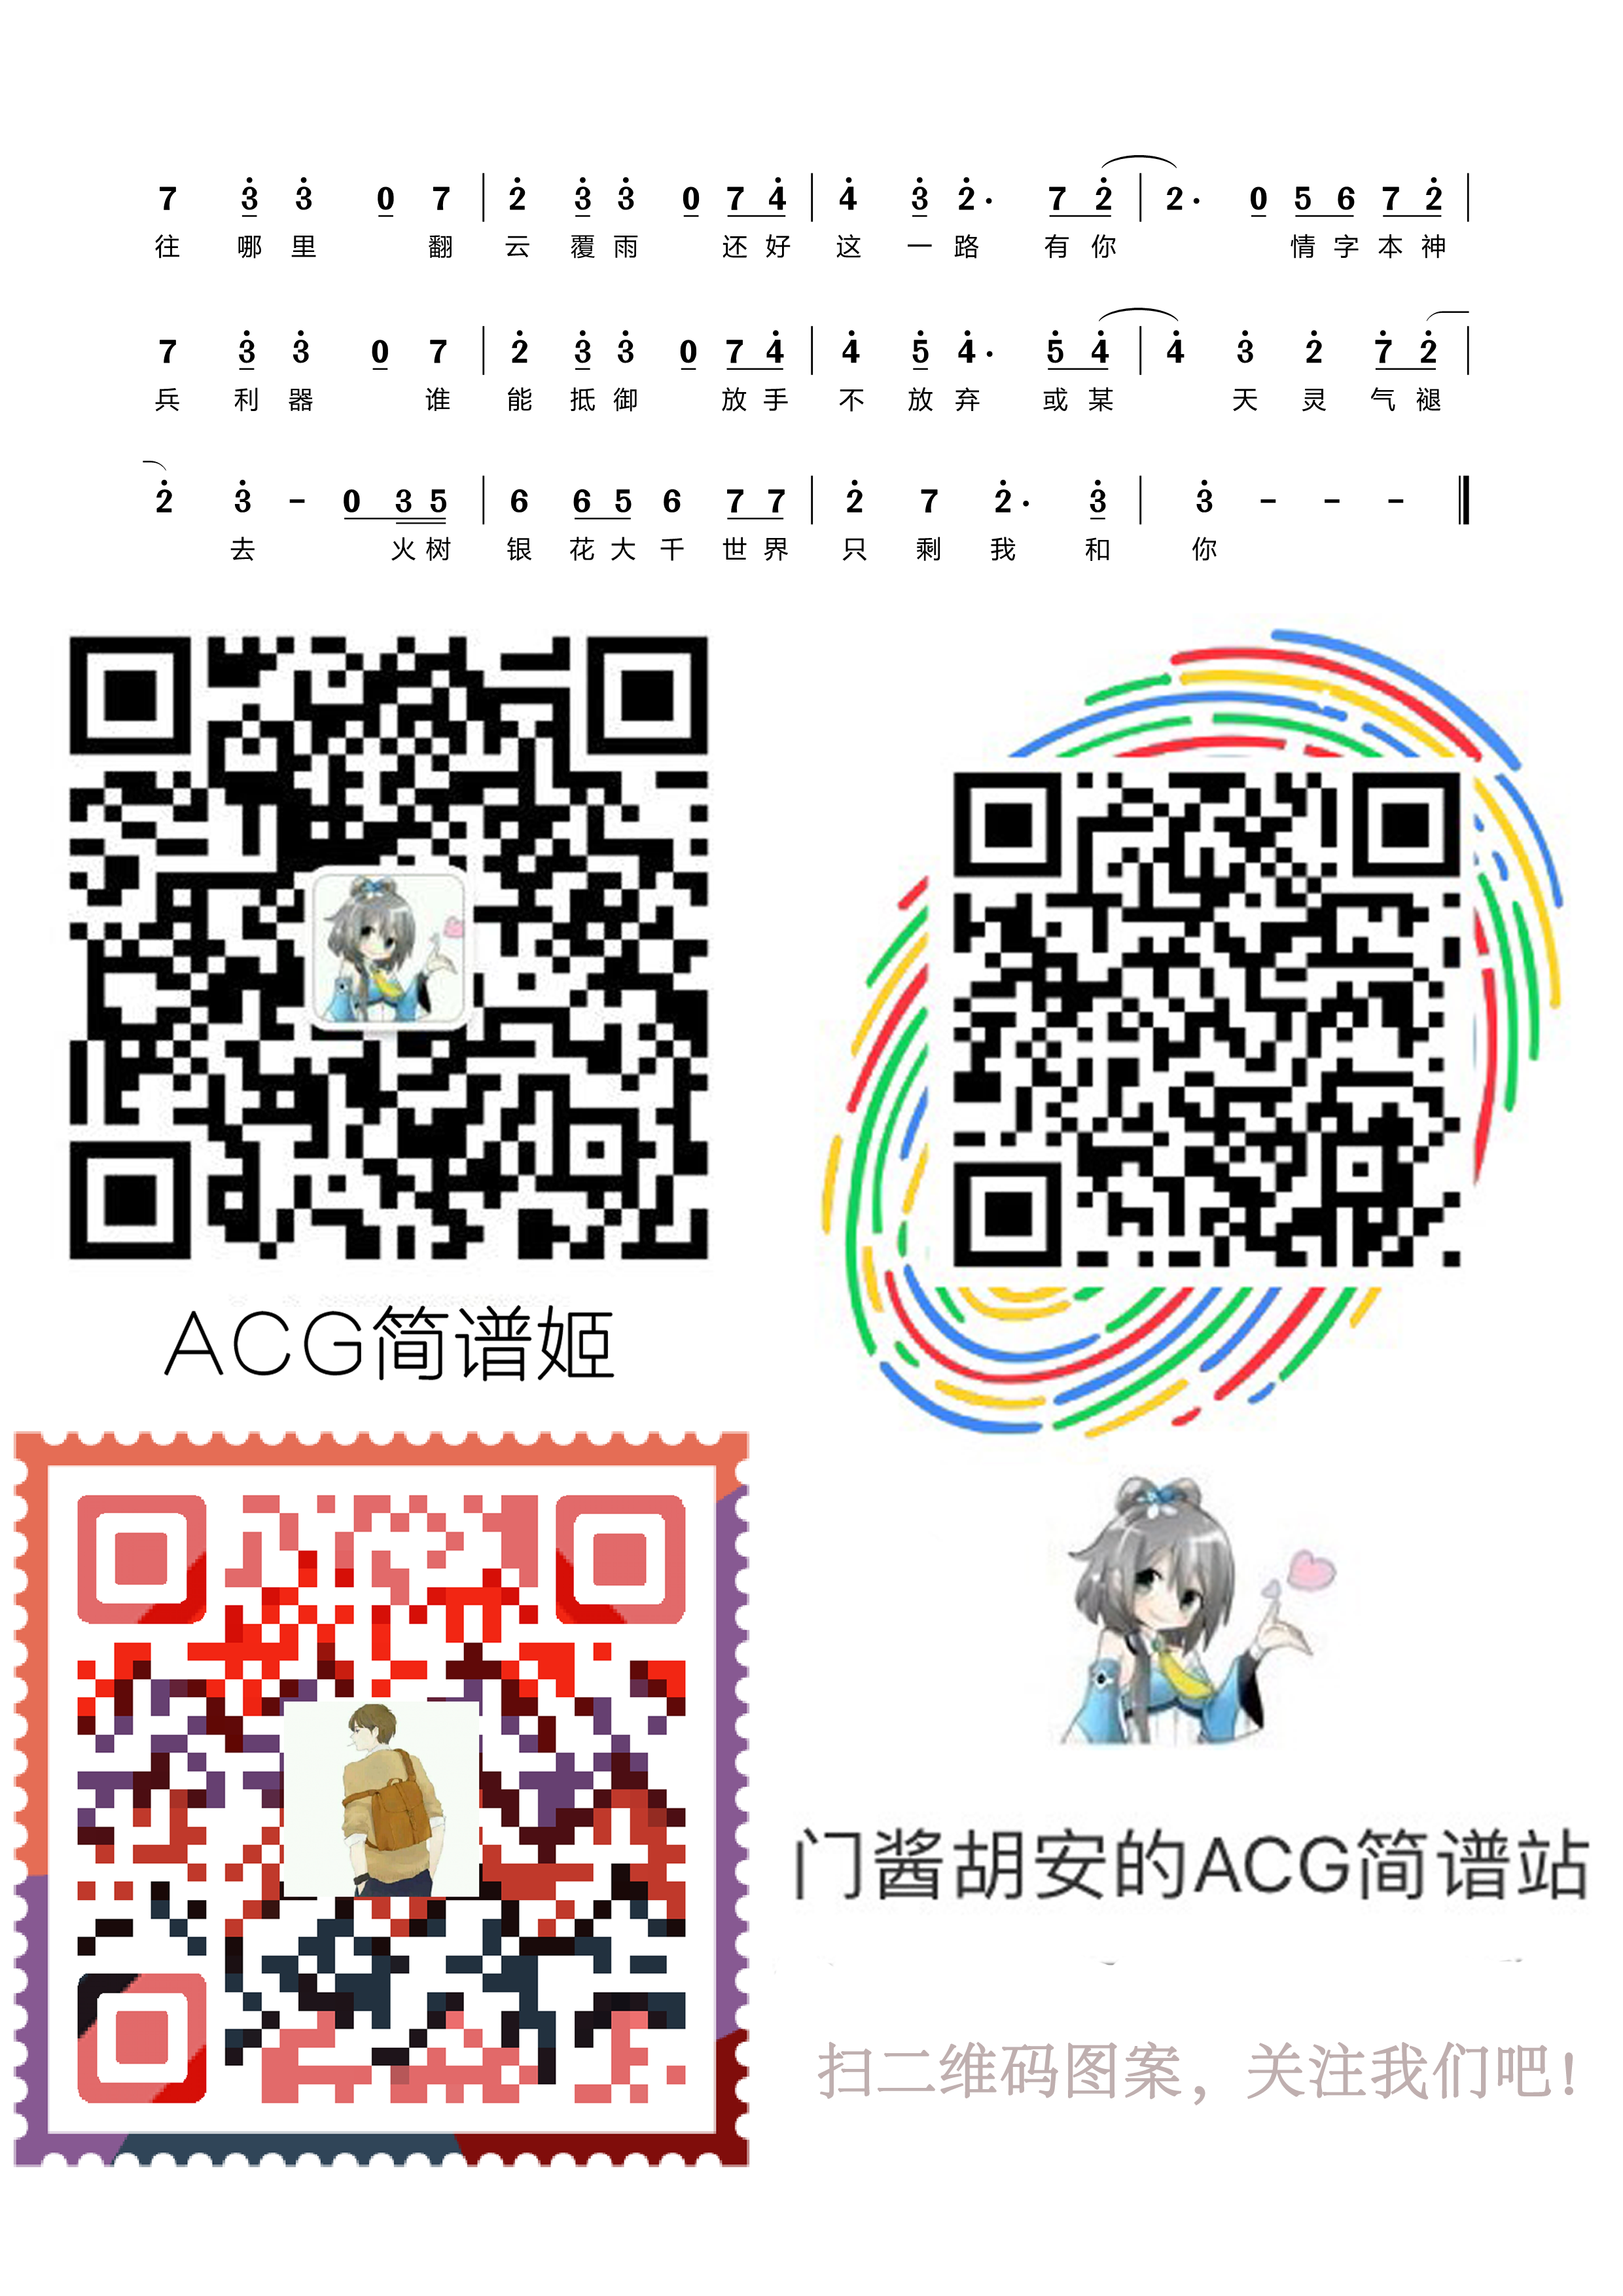 7 3 3 0 7 | 2 3 3 0 7 4 | 4 3 2· 7 2 | 2· 0 5 6 7 2 |
往 哪 里 翻 云 覆 雨 还 好 这 一 路 有 你 情 字 本 神
7 3 3 0 7 | 2 3 3 0 7 4 | 4 5 4· 5 4 | 4 3 2 7 2 |
兵 利 器 谁 能 抵 御 放 手 不 放 弃 或 某 天 灵 气 褪
2 3 - 0 3 5 | 6 6 5 6 7 7 | 2 7 2· 3 | 3 - - - ‖
去 火 树 银 花 大 千 世 界 只 剩 我 和 你
ACG简谱姬
门酱胡安的ACG简谱站
扫二维码图案，关注我们吧！